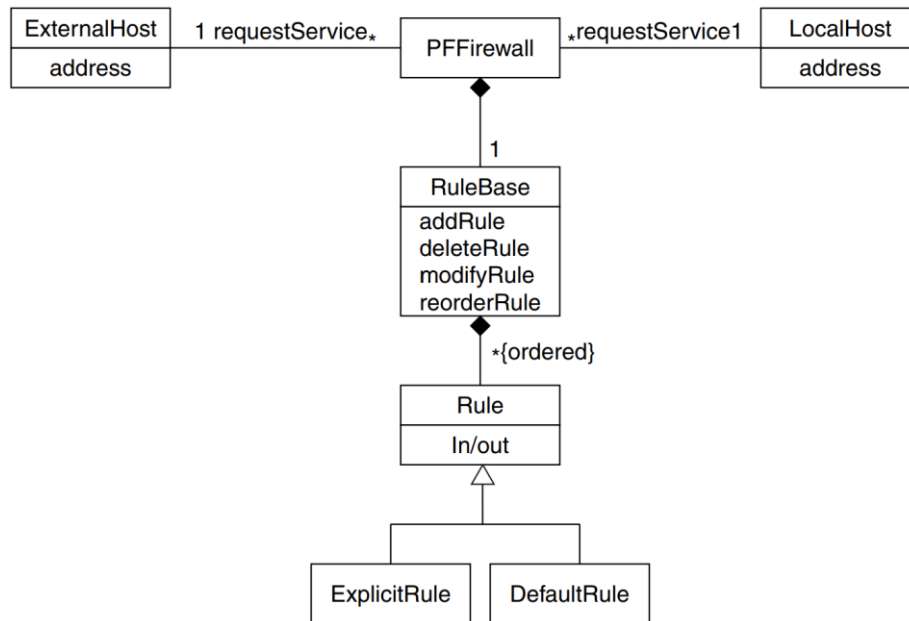 ExternalHost
address
1 requestService*
PFFirewall
*requestService1
LocalHost
address
1
RuleBase
addRule
deleteRule
modifyRule
reorderRule
*{ordered}
Rule
In/out
ExplicitRule
DefaultRule